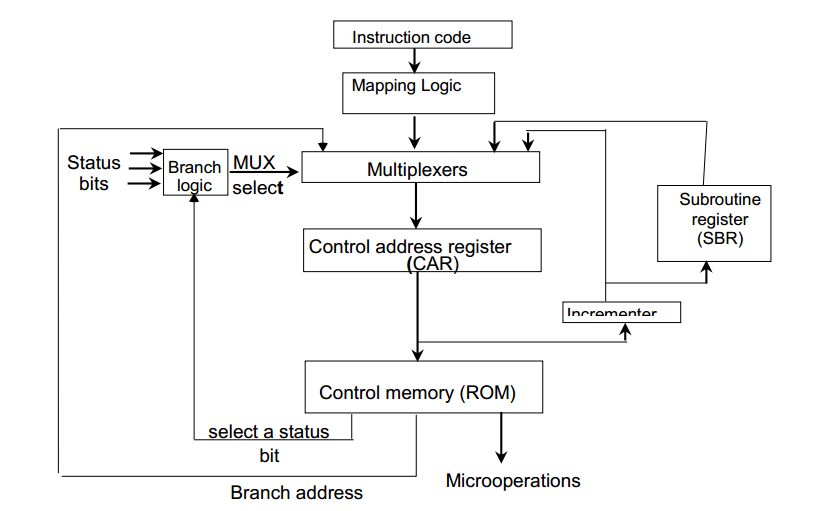 Instruction code
Mapping Logic
Status
bits
Branch
logic
MUX
select
Multiplexers
Subroutine
register
(SBR)
Control address register
(CAR)
Incrementer
Control memory (ROM)
select a status
bit
Microoperations
Branch address